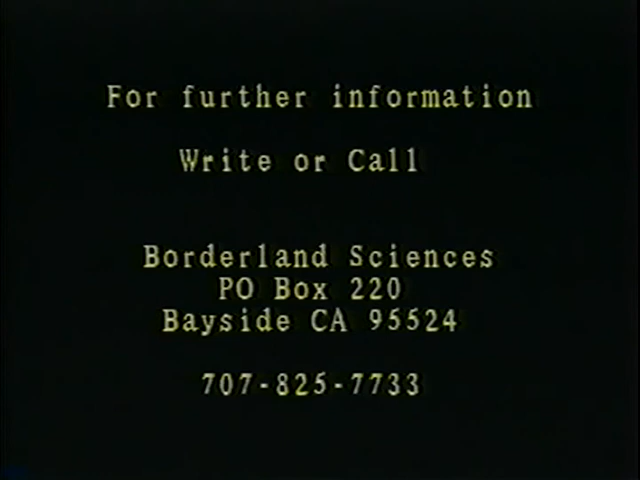 For further information
Write or Call
Borderland Sciences
PO Box 220
Bayside CA 95524
707-825-7733